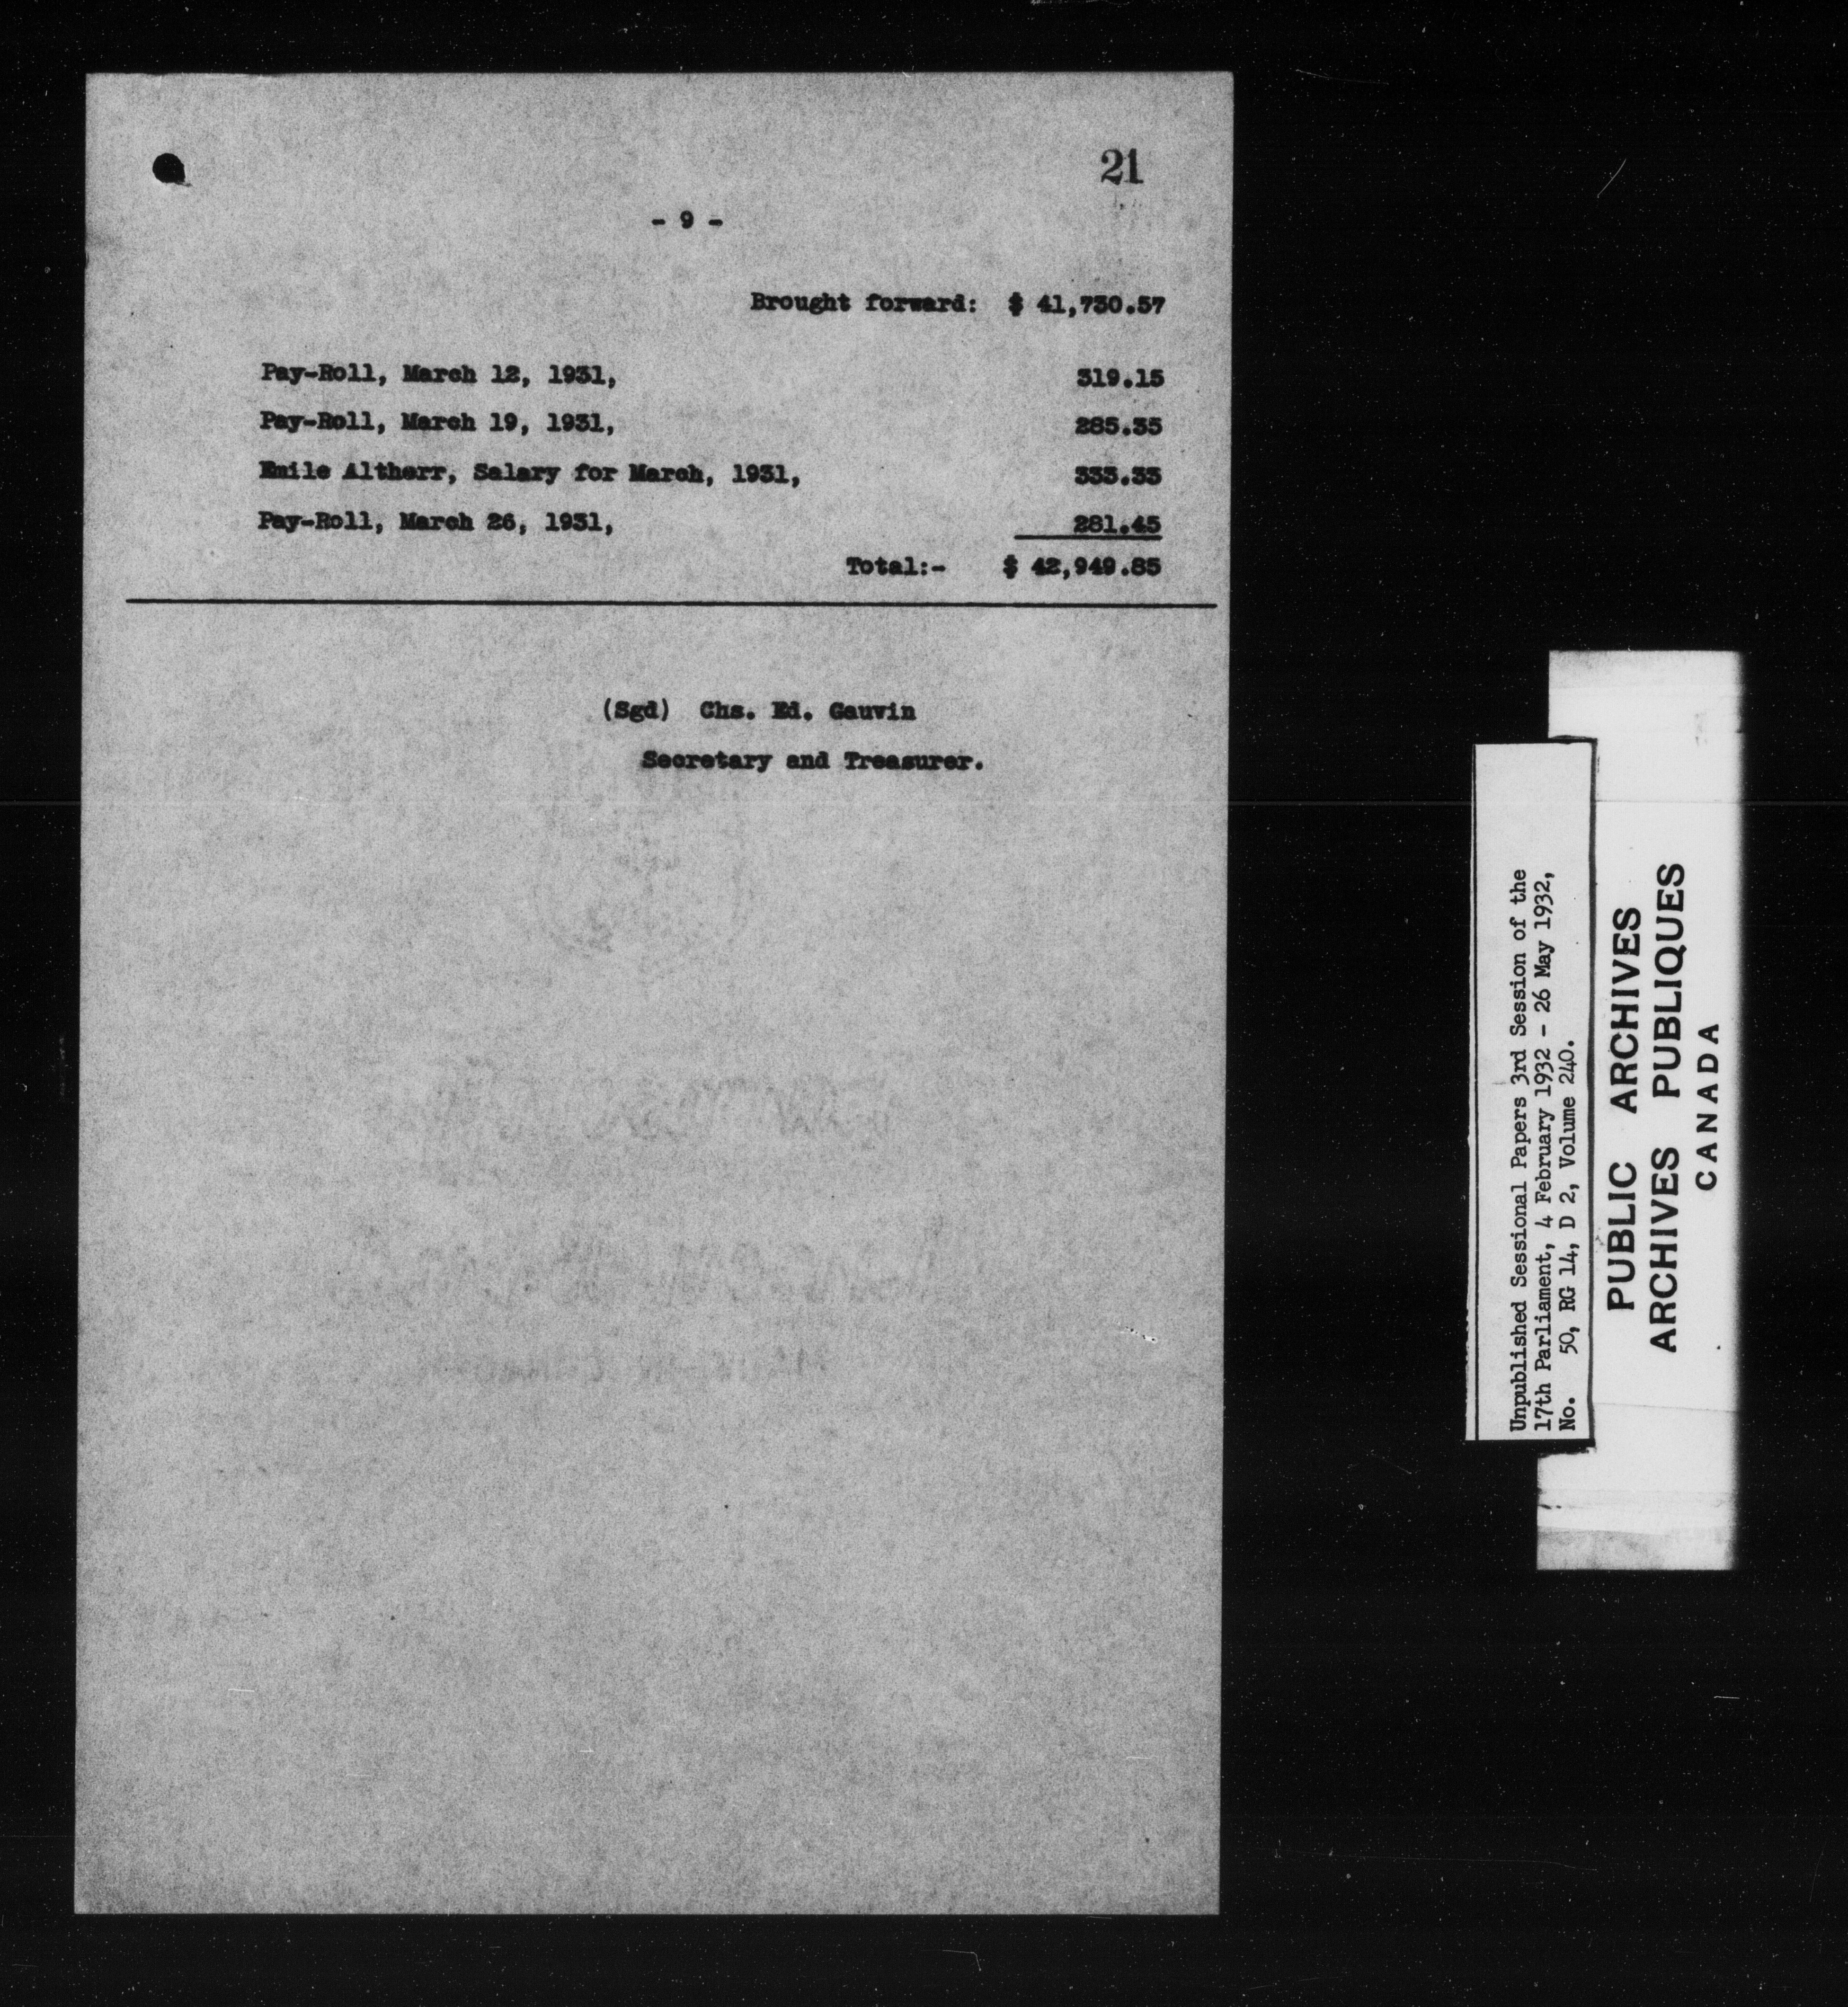 21
- 9 -
Brought forward: $ 41,730.57
Pay-Roll, March 12, 1931, 319.15
Pay-Roll, March 19, 1931, 285.35
Emile Altherr, Salary for March, 1931, 333.33
Pay-Roll, March 26, 1931, 281.45
Total:- $ 42,949.85
(Sgd) Chs. Ed. Gauvin
Secretary and Treasurer.
Unpublished Sessional Papers 3rd Session of the
17th Parliament, 4 February 1932 - 26 May 1932,
No. 50, RG 14, D 2, Volume 240.
PUBLIC ARCHIVES
ARCHIVES PUBLIQUES
CANADA